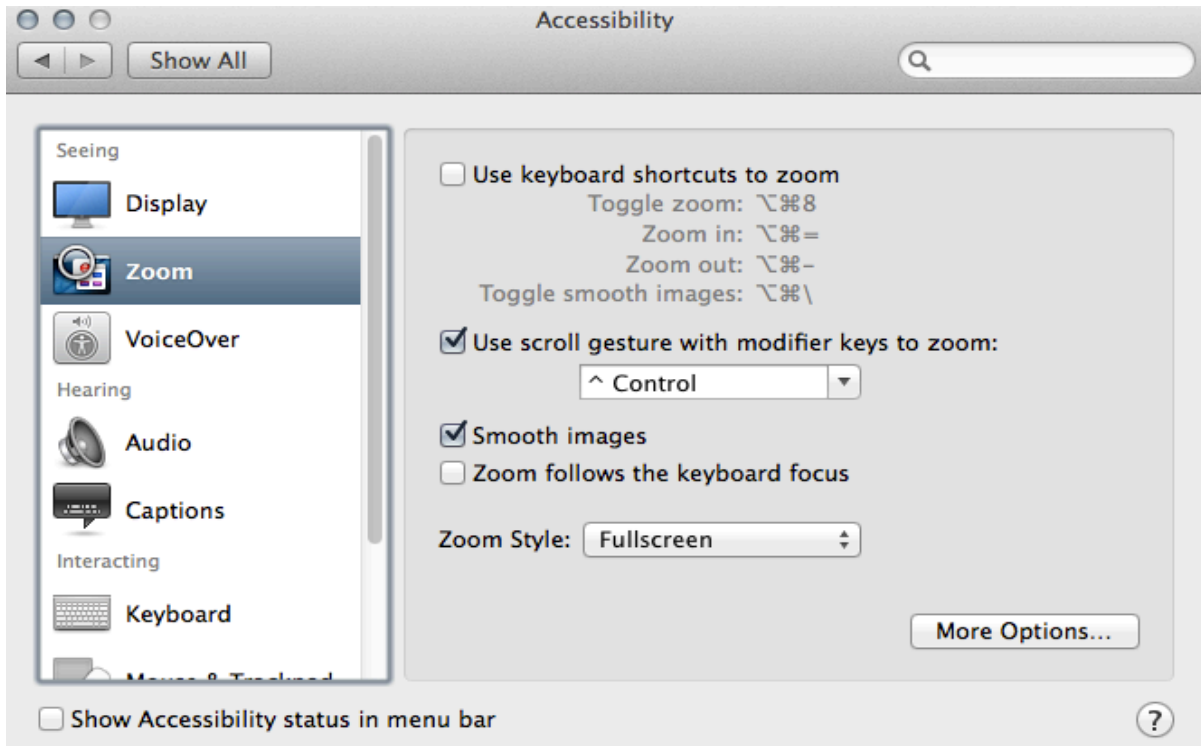 Accessibility
Show All
Seeing
Display
Zoom
VoiceOver
Hearing
Audio
Captions
Interacting
Keyboard
Mouse & Trackpad
Use keyboard shortcuts to zoom
Toggle zoom: ⌥⌘8
Zoom in: ⌥⌘=
Zoom out: ⌥⌘-
Toggle smooth images: ⌥⌘\
Use scroll gesture with modifier keys to zoom:
^ Control
Smooth images
Zoom follows the keyboard focus
Zoom Style: Fullscreen
More Options...
Show Accessibility status in menu bar
?